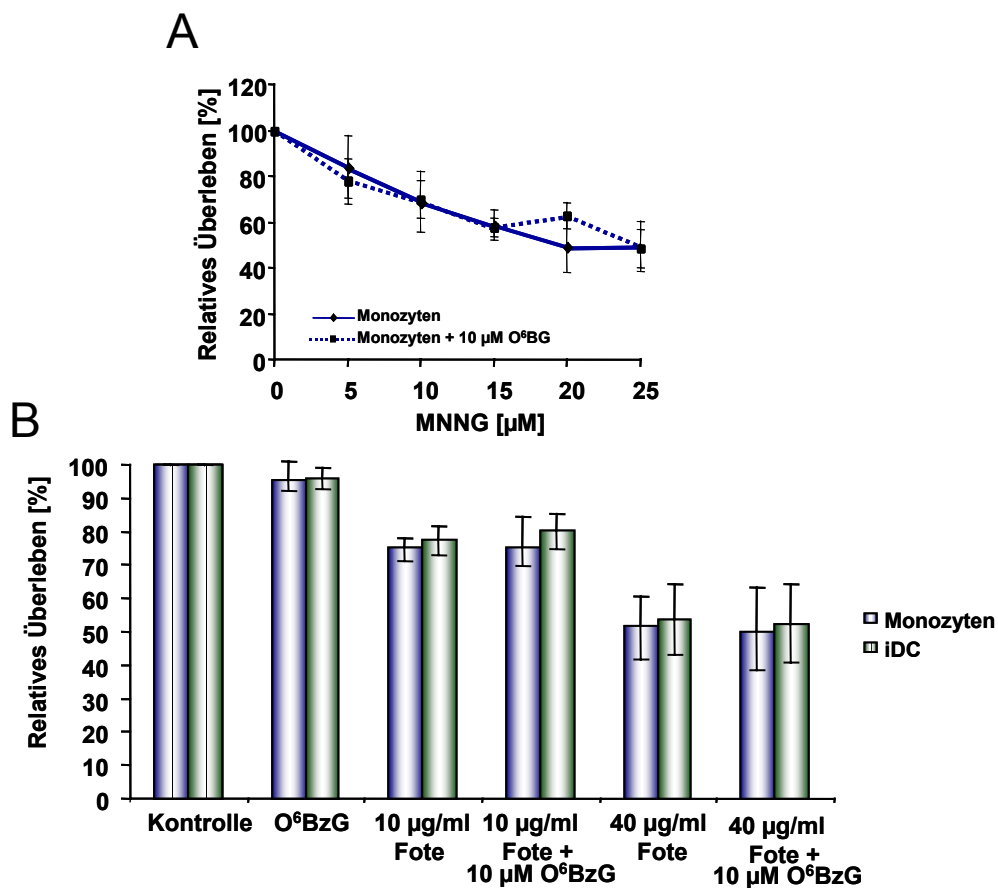 A
Relatives Überleben [%]
120
100
80
60
40
20
0
Monozyten
Monozyten + 10 µM O⁶BG
0 5 10 15 20 25
MNNG [µM]
B
Relatives Überleben [%]
100
90
80
70
60
50
40
30
20
10
0
Monozyten
iDC
Kontrolle
O⁶BzG
10 µg/ml
Fote
10 µg/ml
Fote +
10 µM O⁶BzG
40 µg/ml
Fote
40 µg/ml
Fote +
10 µM O⁶BzG